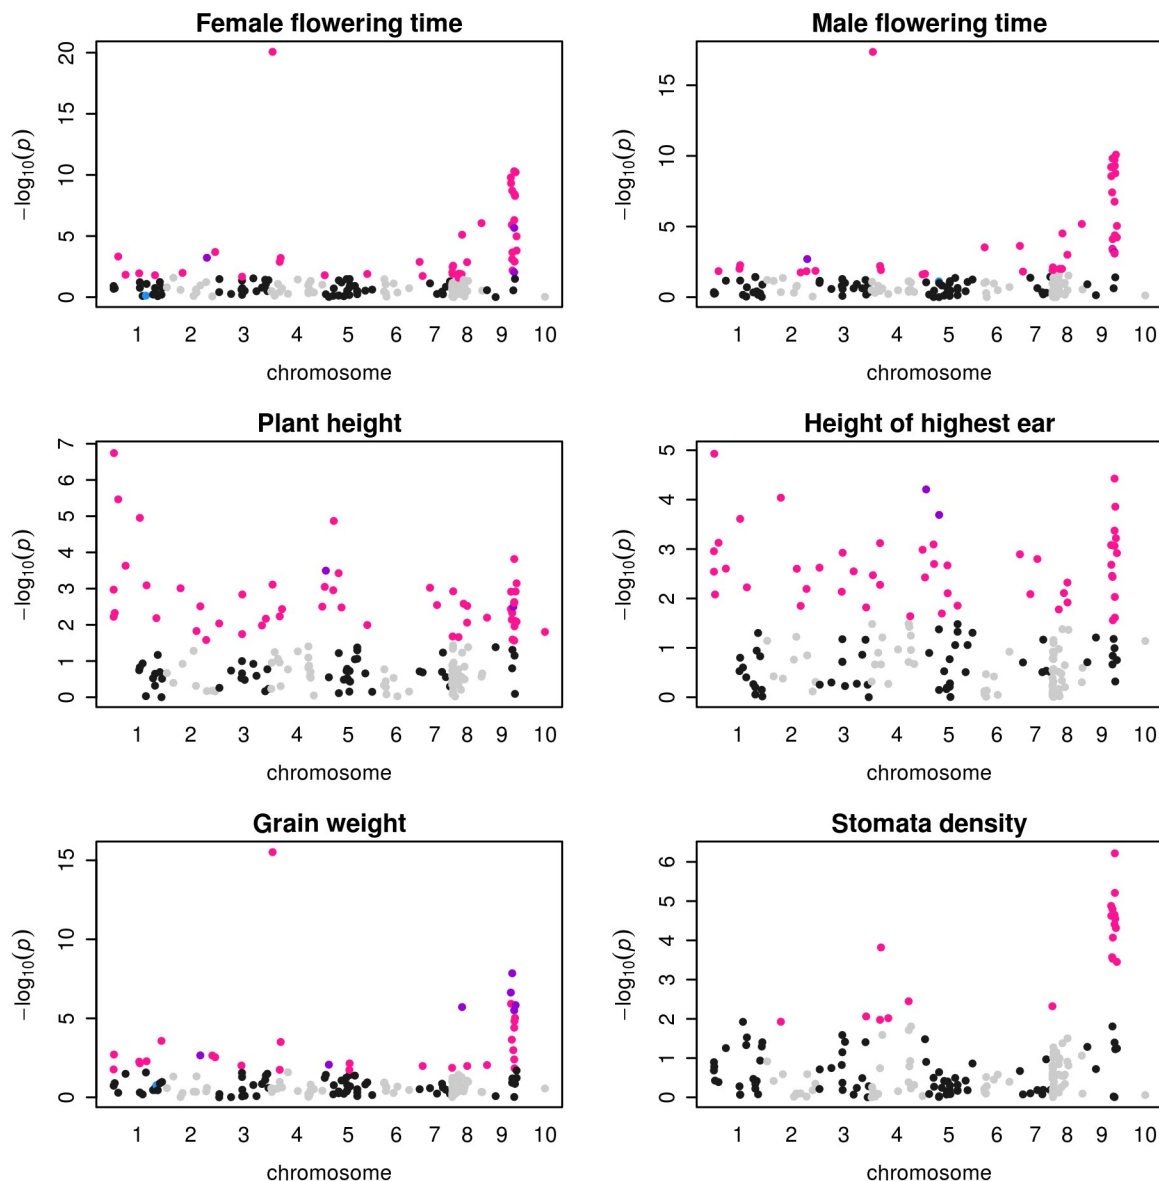 Female flowering time
Male flowering time
20
15
10
5
0
−log10(p)
15
10
5
0
−log10(p)
1 2 3 4 5 6 7 8 9 10
1 2 3 4 5 6 7 8 9 10
chromosome
chromosome
Plant height
Height of highest ear
7
6
5
4
3
2
1
0
−log10(p)
5
4
3
2
1
0
−log10(p)
1 2 3 4 5 6 7 8 9 10
1 2 3 4 5 6 7 8 9 10
chromosome
chromosome
Grain weight
Stomata density
15
10
5
0
−log10(p)
6
5
4
3
2
1
0
−log10(p)
1 2 3 4 5 6 7 8 9 10
1 2 3 4 5 6 7 8 9 10
chromosome
chromosome